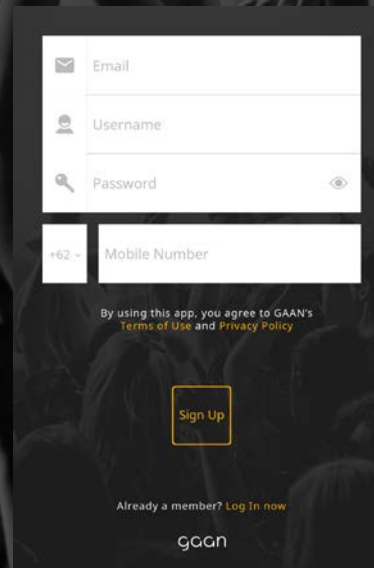 Email
Username
Password
+62
Mobile Number
By using this app, you agree to GAAN's
Terms of Use and Privacy Policy
Sign Up
Already a member? Log In now
gaan